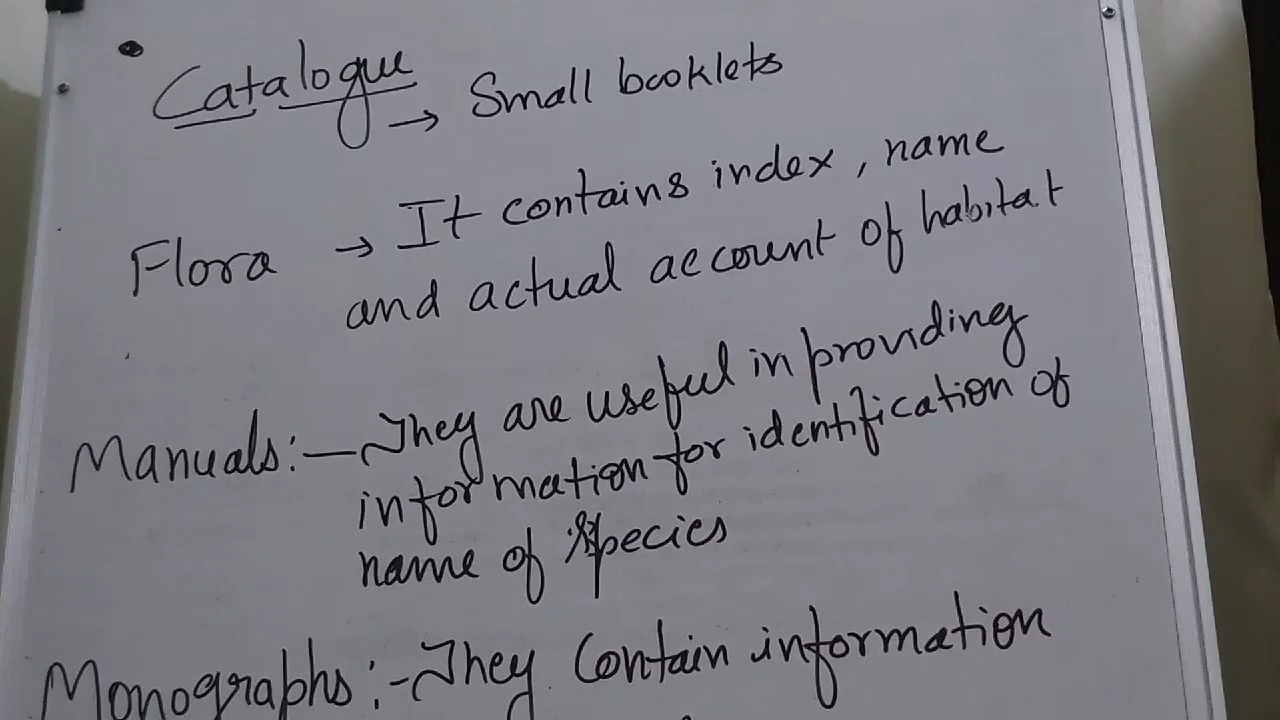 Catalogue → Small booklets
Flora → It contains index, name
and actual account of habitat
Manuals:— They are useful in providing
information for identification of
name of species
Monographs:- They Contain information